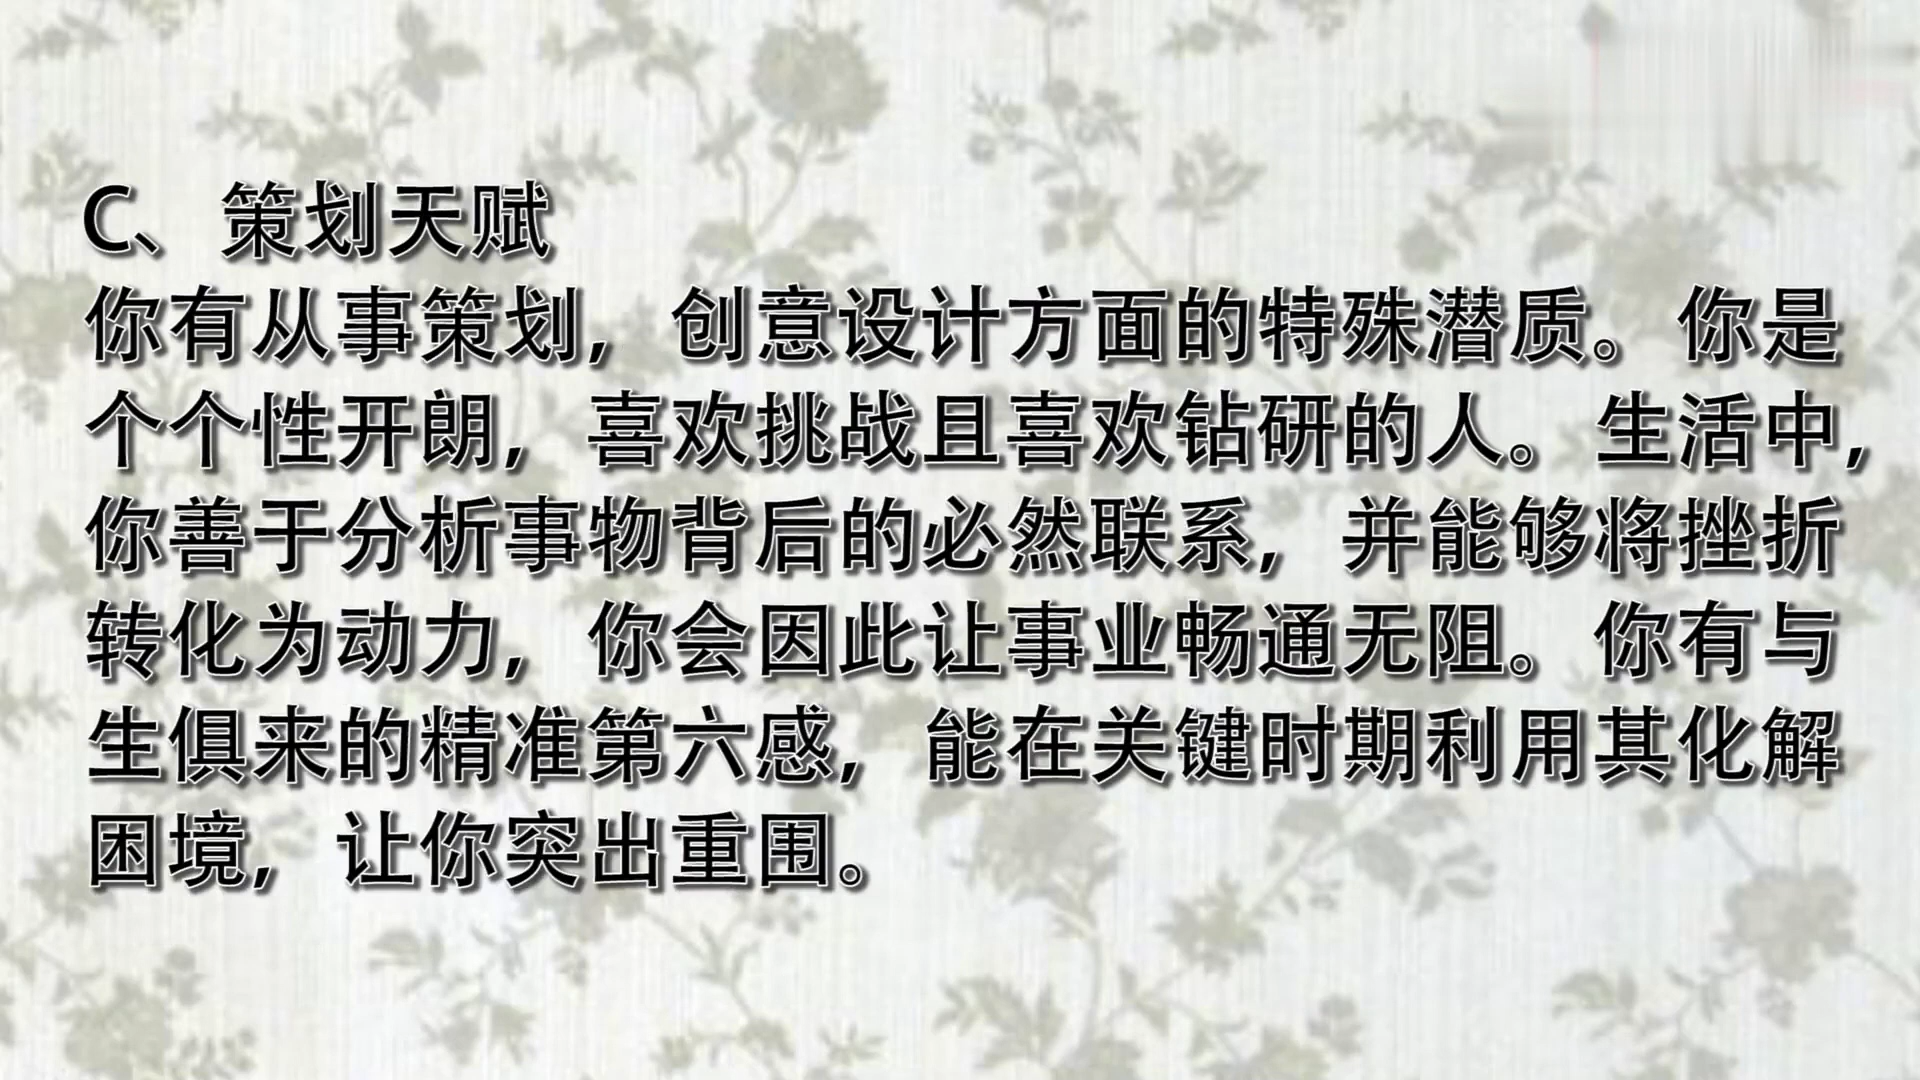 C、策划天赋
你有从事策划，创意设计方面的特殊潜质。你是
个个性开朗，喜欢挑战且喜欢钻研的人。生活中，
你善于分析事物背后的必然联系，并能够将挫折
转化为动力，你会因此让事业畅通无阻。你有与
生俱来的精准第六感，能在关键时期利用其化解
困境，让你突出重围。